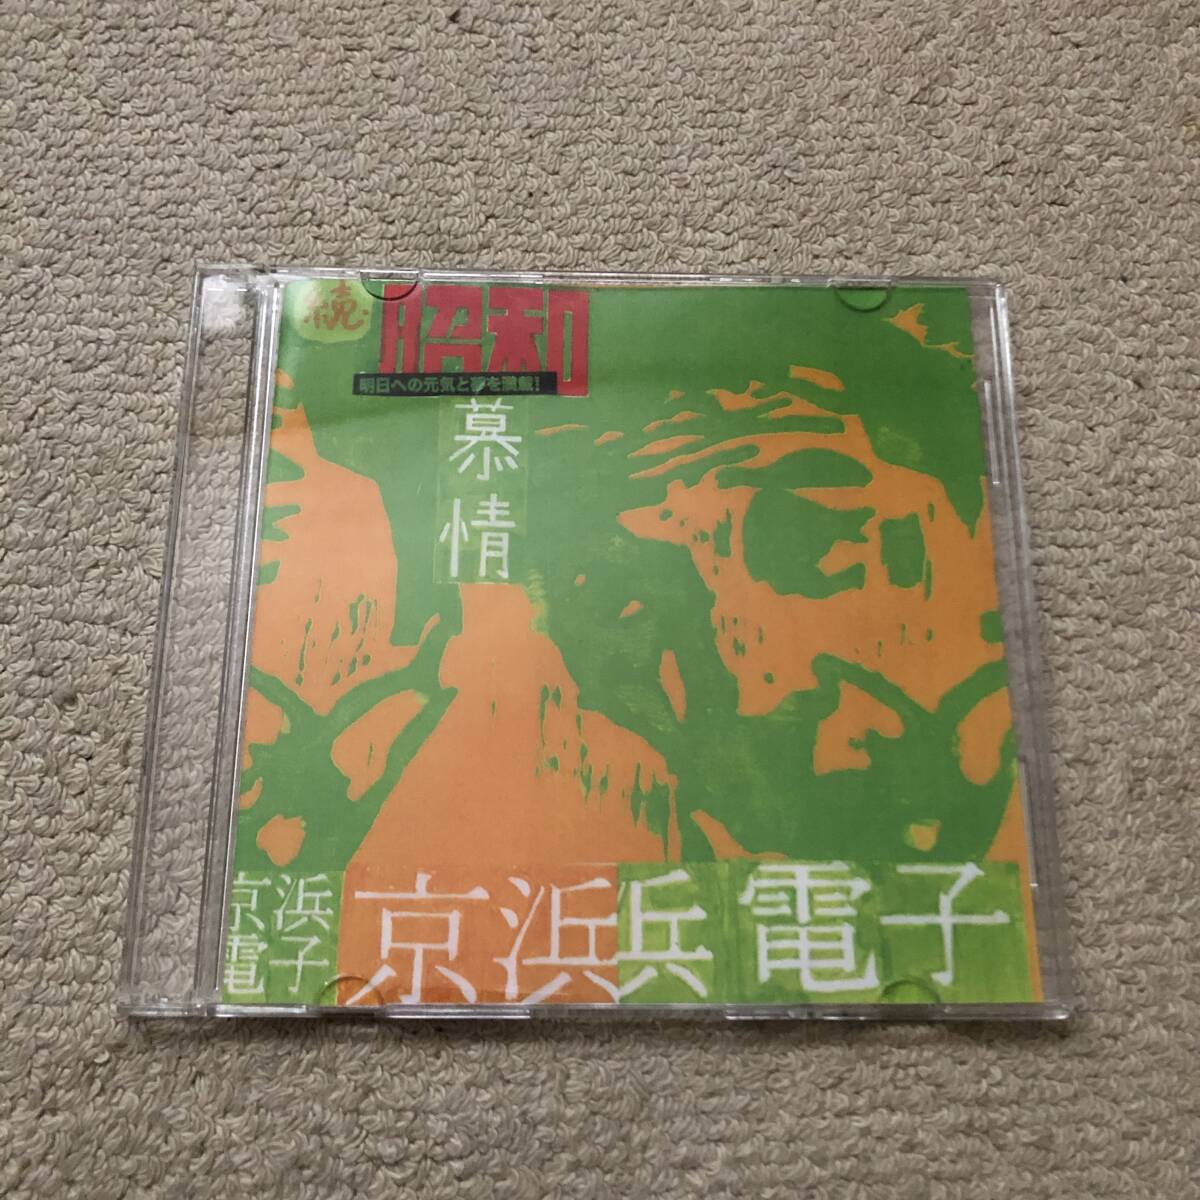 続
昭和
明日への元気と夢を満載!
慕情
京浜
電子
京浜浜電子